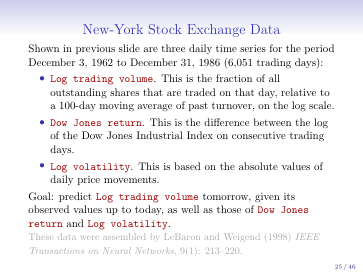 New-York Stock Exchange Data
Shown in previous slide are three daily time series for the period
December 3, 1962 to December 31, 1986 (6,051 trading days):
• Log trading volume. This is the fraction of all
outstanding shares that are traded on that day, relative to
a 100-day moving average of past turnover, on the log scale.
• Dow Jones return. This is the difference between the log
of the Dow Jones Industrial Index on consecutive trading
days.
• Log volatility. This is based on the absolute values of
daily price movements.
Goal: predict Log trading volume tomorrow, given its
observed values up to today, as well as those of Dow Jones
return and Log volatility.
These data were assembled by LeBaron and Weigend (1998) IEEE
Transactions on Neural Networks, 9(1): 213–220.
25 / 46